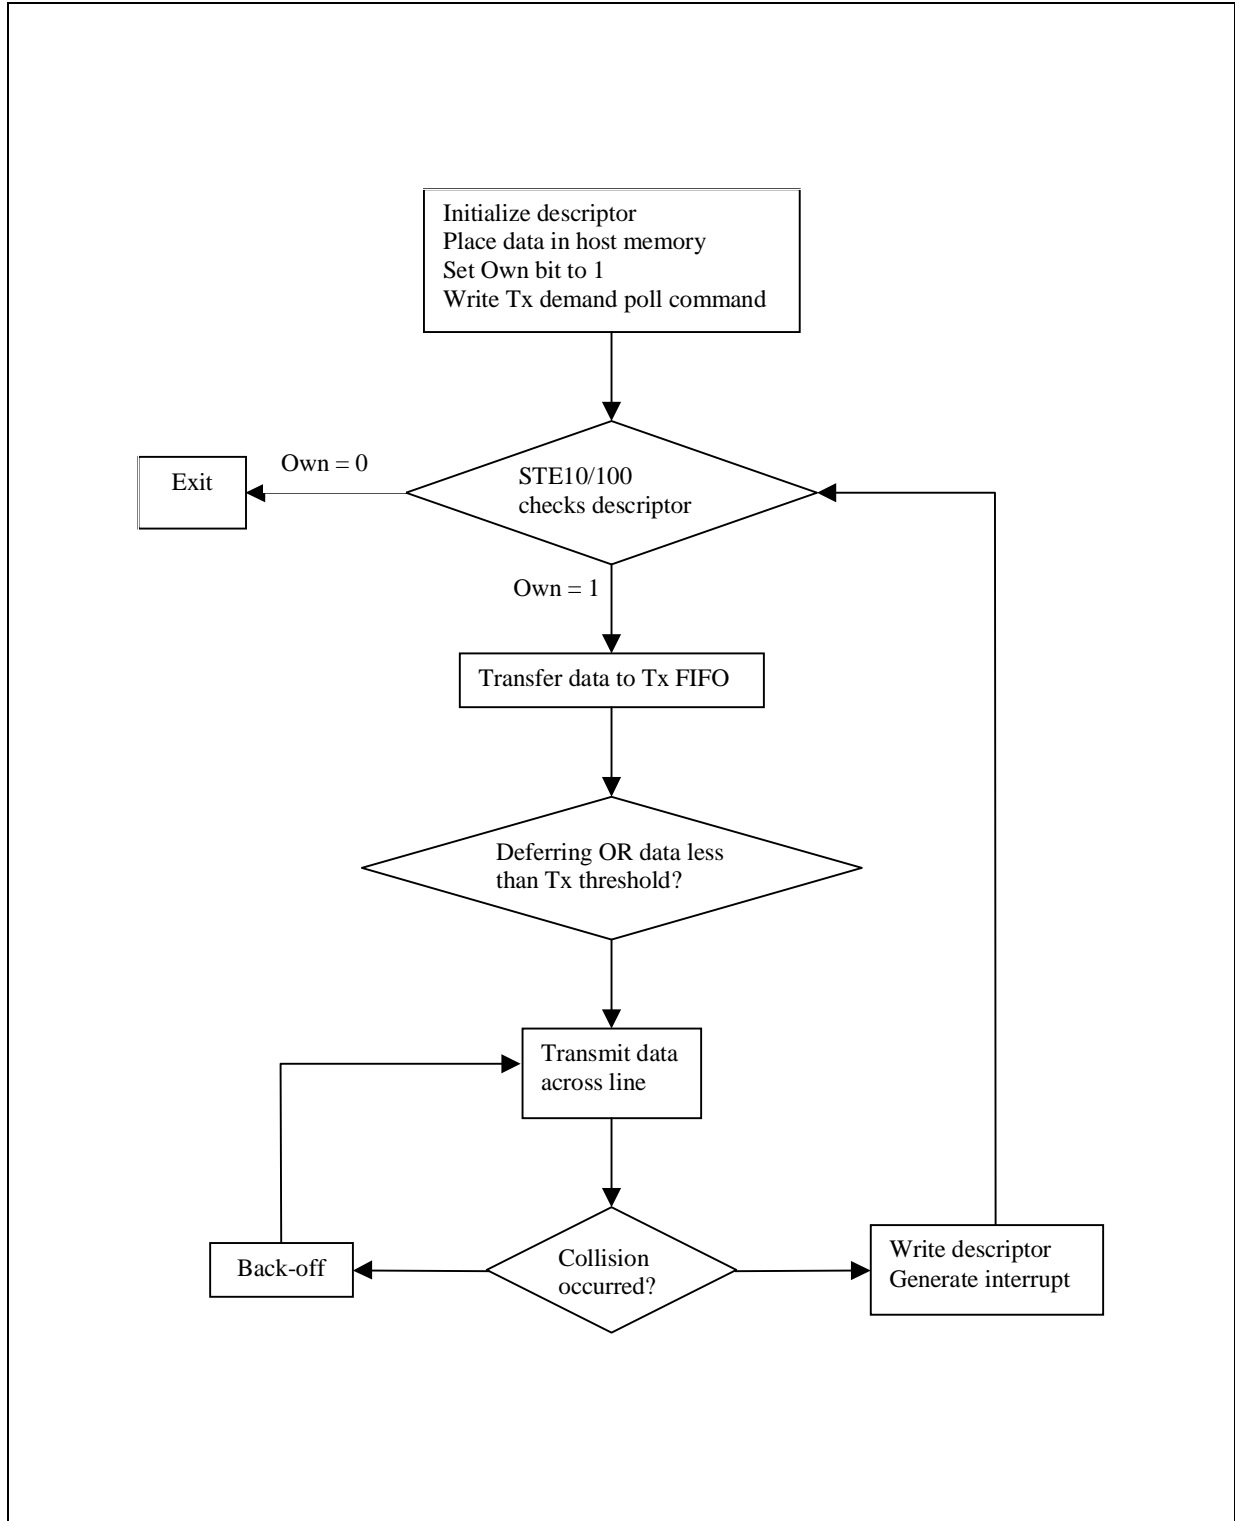 Initialize descriptor
Place data in host memory
Set Own bit to 1
Write Tx demand poll command
Exit
Own = 0
STE10/100
checks descriptor
Own = 1
Transfer data to Tx FIFO
Deferring OR data less
than Tx threshold?
Transmit data
across line
Back-off
Collision
occurred?
Write descriptor
Generate interrupt